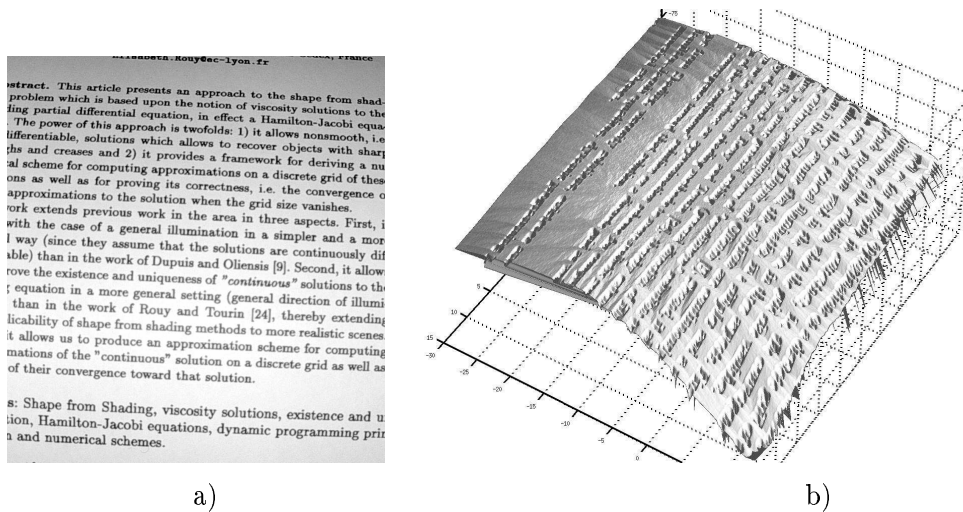 Elisabeth.Rouy@ec-lyon.fr
France
bstract. This article presents an approach to the shape from shad-
problem which is based upon the notion of viscosity solutions to the
ding partial differential equation, in effect a Hamilton-Jacobi equa-
. The power of this approach is twofolds: 1) it allows nonsmooth, i.e.
differentiable, solutions which allows to recover objects with sharp
ghs and creases and 2) it provides a framework for deriving a nu
cal scheme for computing approximations on a discrete grid of these
ons as well as for proving its correctness, i.e. the convergence o
approximations to the solution when the grid size vanishes.
work extends previous work in the area in three aspects. First, i
with the case of a general illumination in a simpler and a more
l way (since they assume that the solutions are continuously dif
able) than in the work of Dupuis and Oliensis [9]. Second, it allow
rove the existence and uniqueness of "continuous" solutions to the
g equation in a more general setting (general direction of illumi
than in the work of Rouy and Tourin [24], thereby extending
licability of shape from shading methods to more realistic scenes.
it allows us to produce an approximation scheme for computing
mations of the "continuous" solution on a discrete grid as well as
of their convergence toward that solution.
s: Shape from Shading, viscosity solutions, existence and un
tion, Hamilton-Jacobi equations, dynamic programming prin
n and numerical schemes.
a)
-75
5
10
15
-30
-25
-20
-15
-10
-5
0
b)